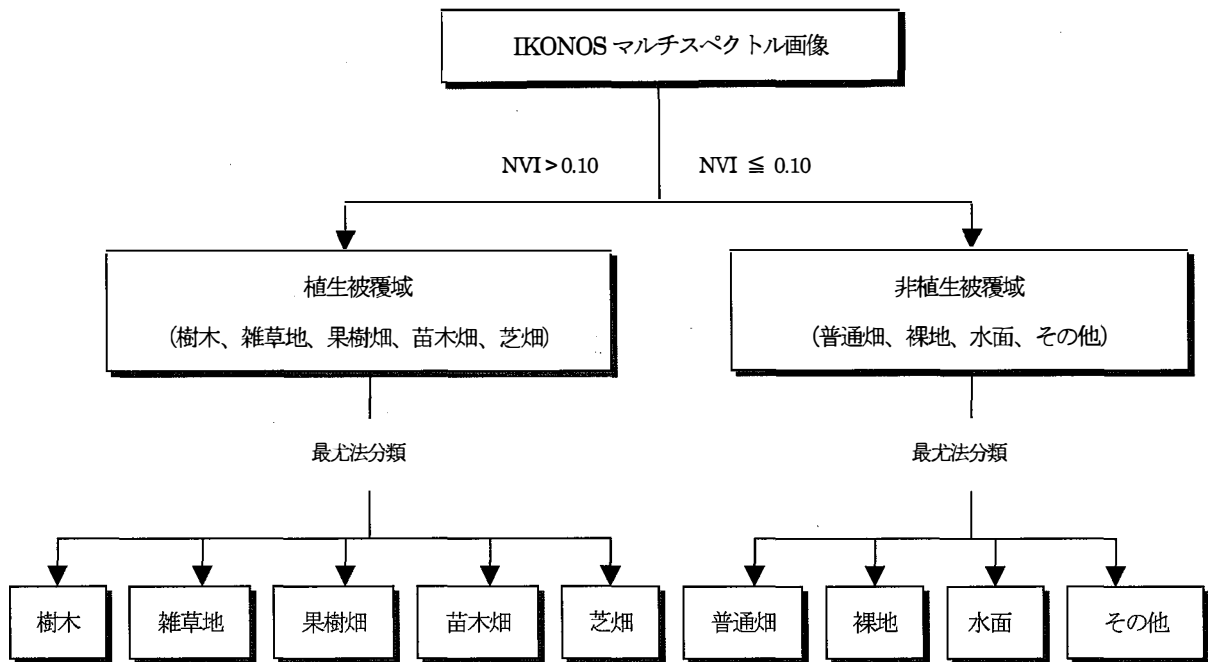 IKONOS マルチスペクトル画像
NVI > 0.10
NVI ≦ 0.10
植生被覆域
(樹木、雑草地、果樹畑、苗木畑、芝畑)
非植生被覆域
(普通畑、裸地、水面、その他)
最尤法分類
最尤法分類
樹木
雑草地
果樹畑
苗木畑
芝畑
普通畑
裸地
水面
その他